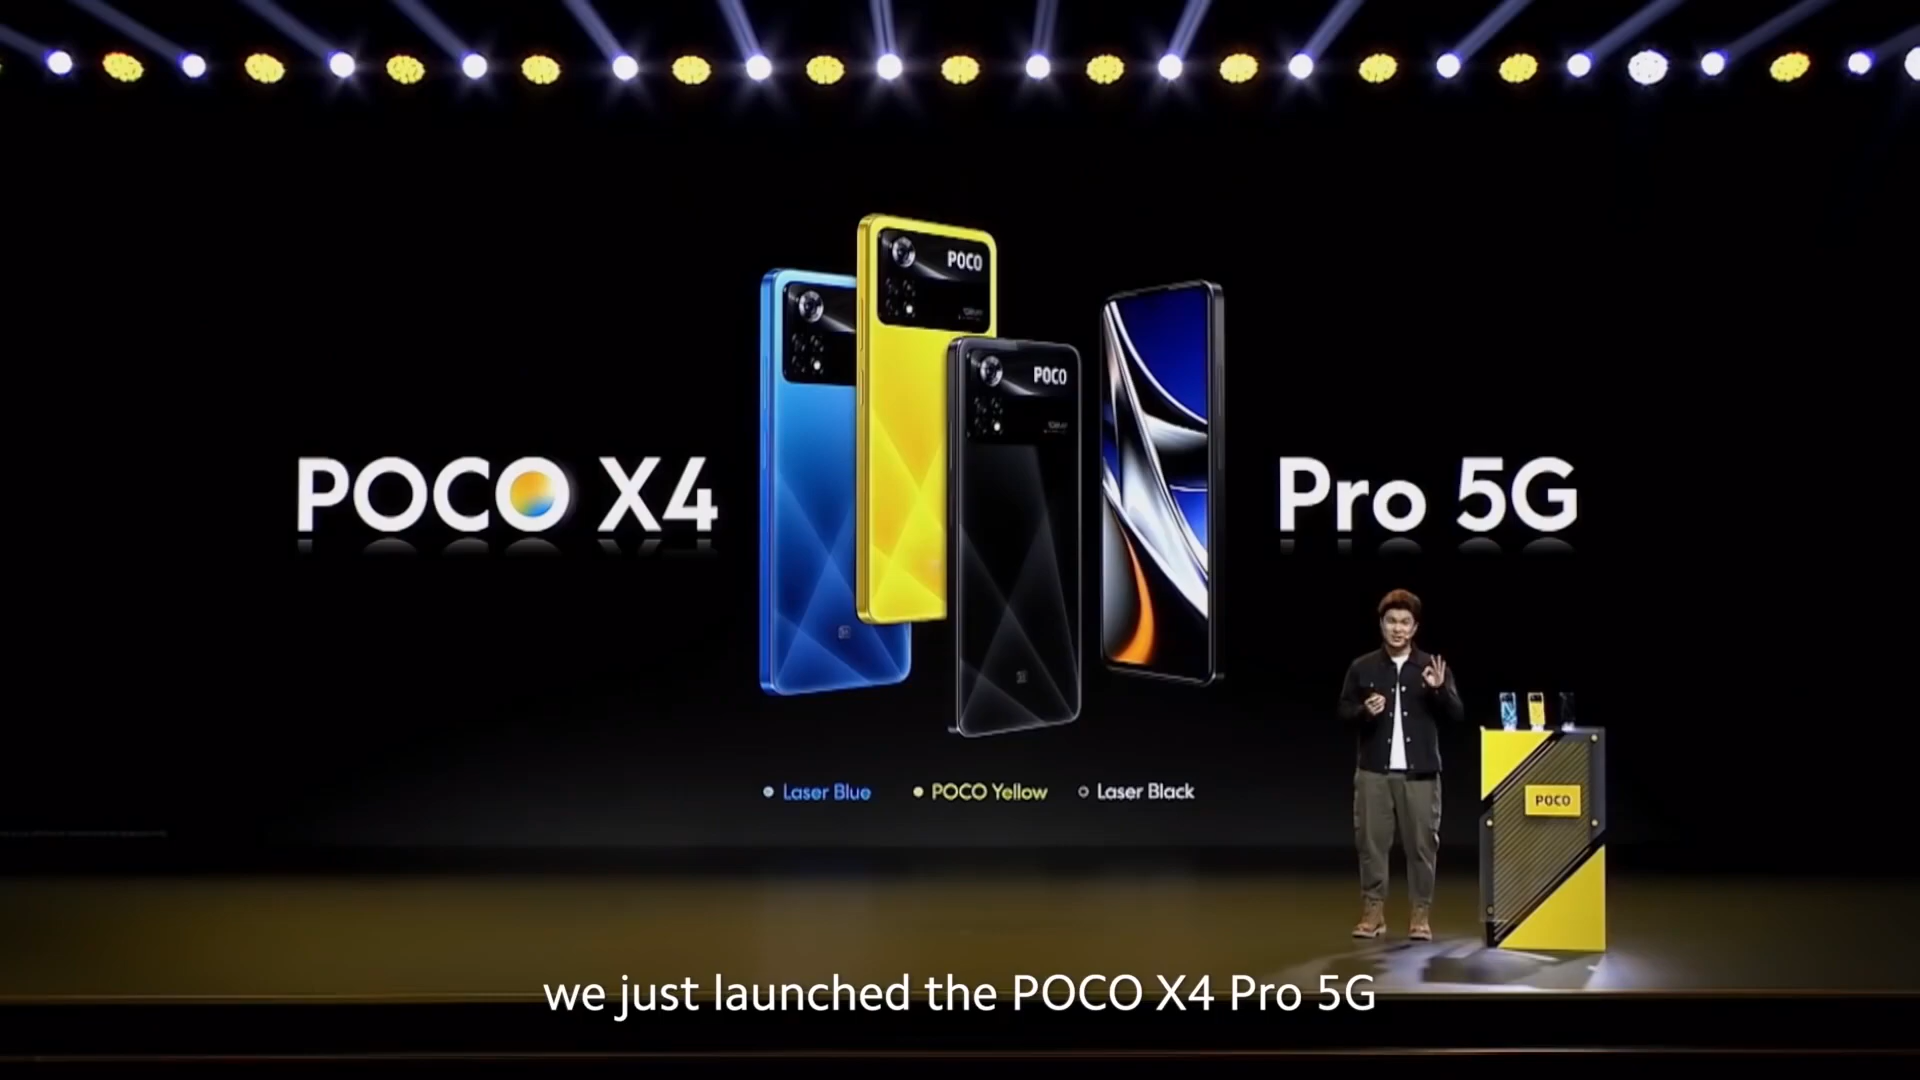 POCO
POCO
POCO X4
Pro 5G
Laser Blue
POCO Yellow
Laser Black
POCO
we just launched the POCO X4 Pro 5G